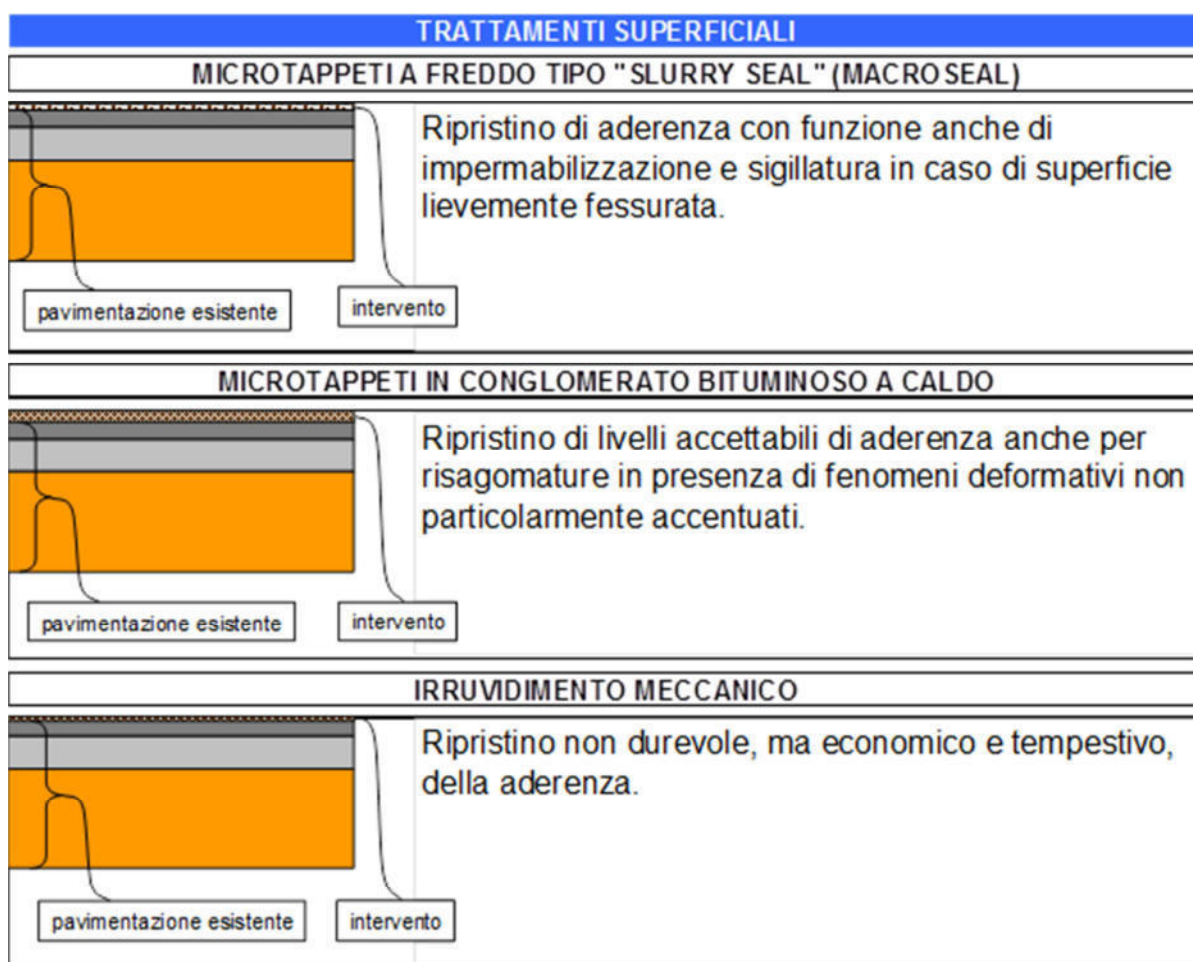 TRATTAMENTI SUPERFICIALI
MICROTAPPETI A FREDDO TIPO "SLURRY SEAL" (MACROSEAL)
Ripristino di aderenza con funzione anche di
impermabilizzazione e sigillatura in caso di superficie
lievemente fessurata.
pavimentazione esistente
intervento
MICROTAPPETI IN CONGLOMERATO BITUMINOSO A CALDO
Ripristino di livelli accettabili di aderenza anche per
risagomature in presenza di fenomeni deformativi non
particolarmente accentuati.
pavimentazione esistente
intervento
IRRUVIDIMENTO MECCANICO
Ripristino non durevole, ma economico e tempestivo,
della aderenza.
pavimentazione esistente
intervento